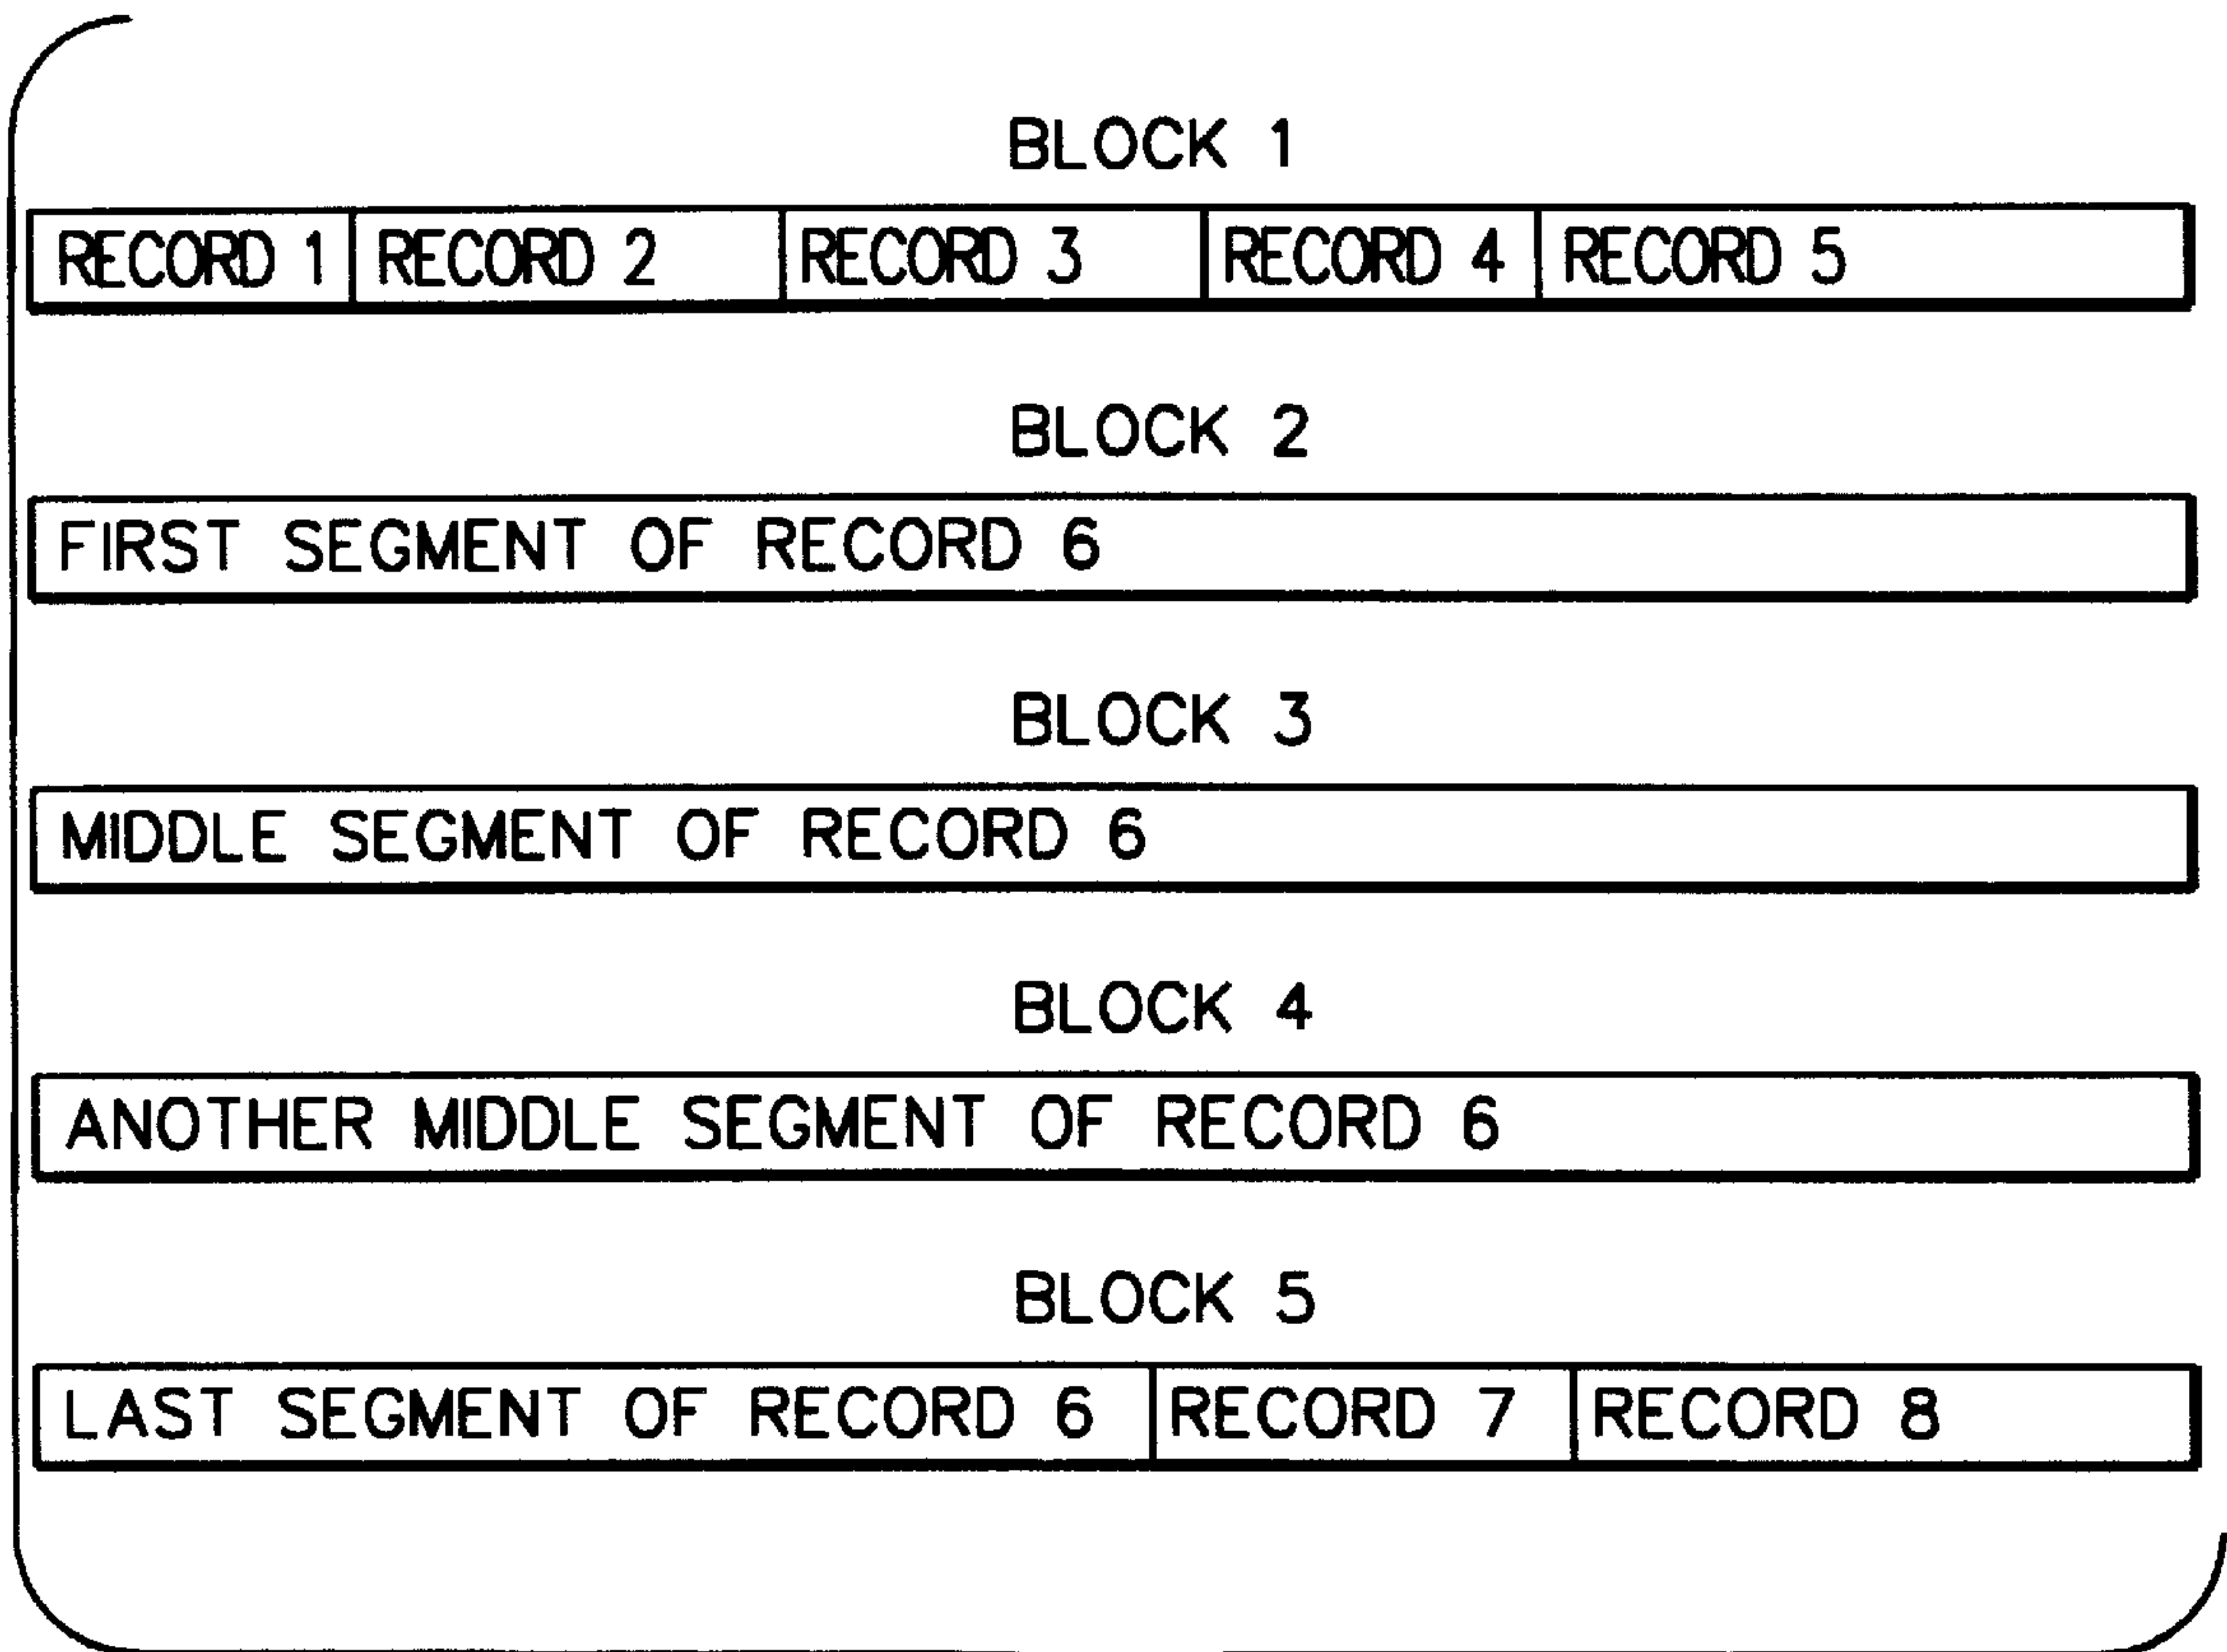 BLOCK 1
RECORD 1 RECORD 2 RECORD 3 RECORD 4 RECORD 5
BLOCK 2
FIRST SEGMENT OF RECORD 6
BLOCK 3
MIDDLE SEGMENT OF RECORD 6
BLOCK 4
ANOTHER MIDDLE SEGMENT OF RECORD 6
BLOCK 5
LAST SEGMENT OF RECORD 6 RECORD 7 RECORD 8